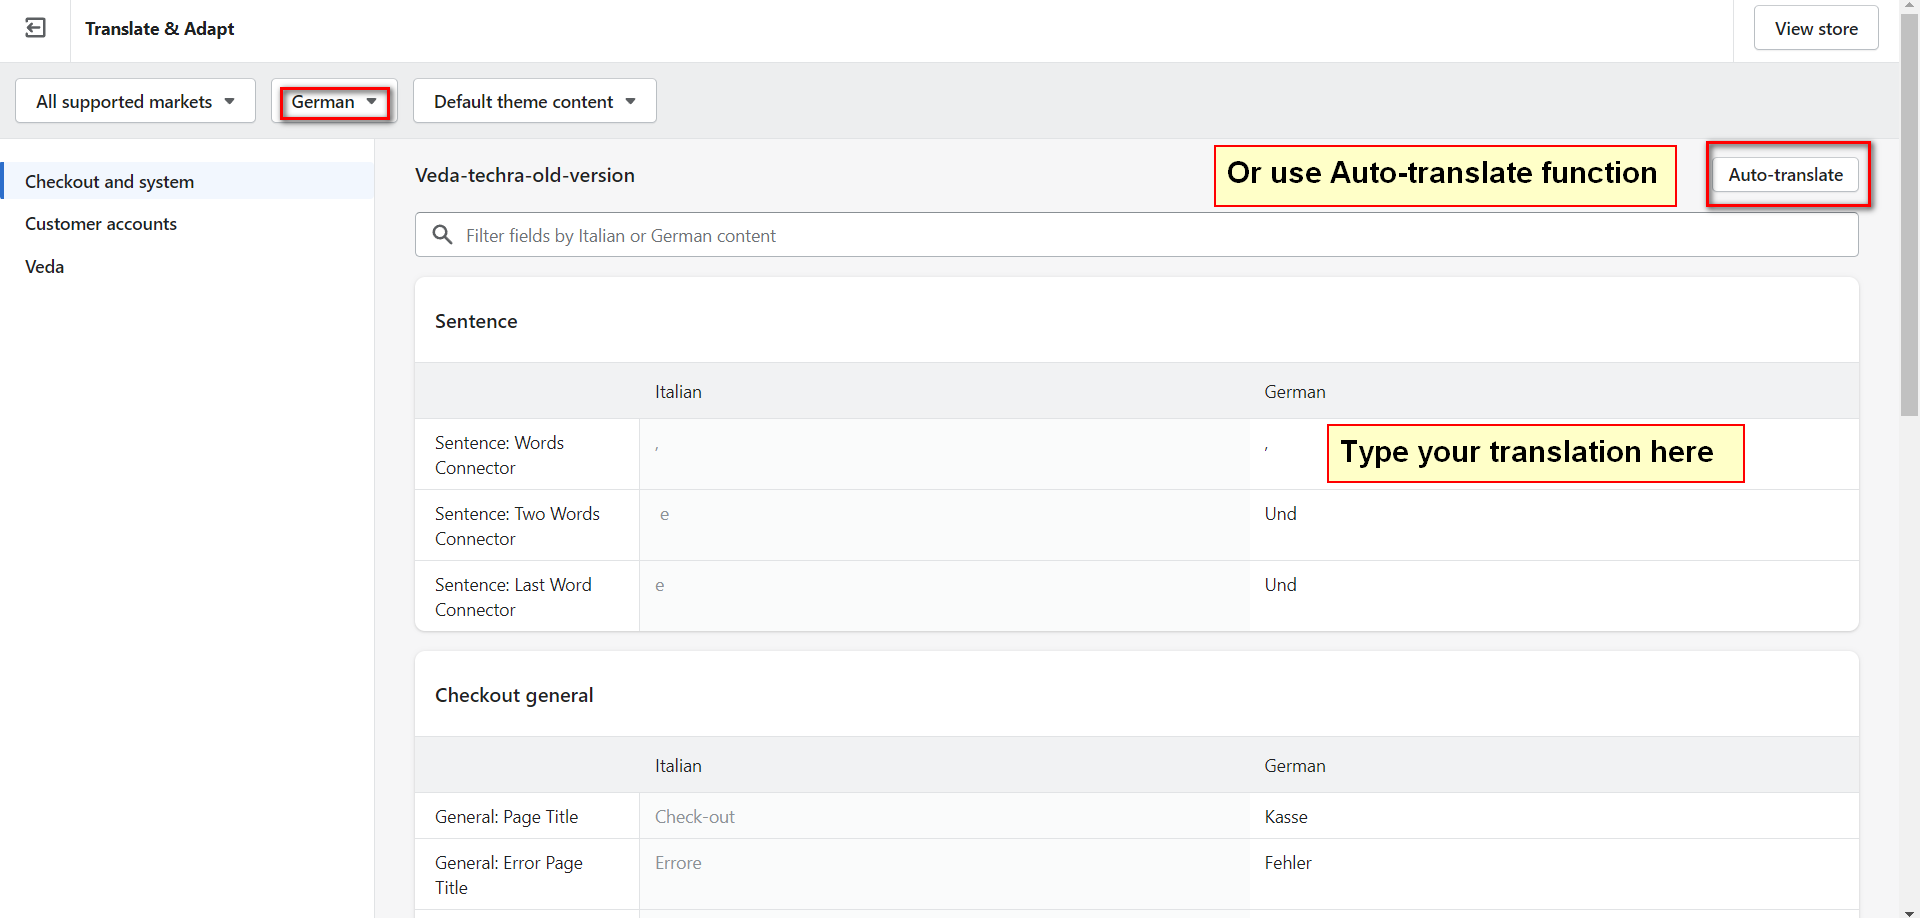 Translate & Adapt
View store
All supported markets
German
Default theme content
Checkout and system
Customer accounts
Veda
Veda-techra-old-version
Or use Auto-translate function
Auto-translate
Filter fields by Italian or German content
Sentence
Italian German
Sentence: Words
Connector
, ,
Type your translation here
Sentence: Two Words
Connector
e Und
Sentence: Last Word
Connector
e Und
Checkout general
Italian German
General: Page Title Check-out Kasse
General: Error Page
Title
Errore Fehler